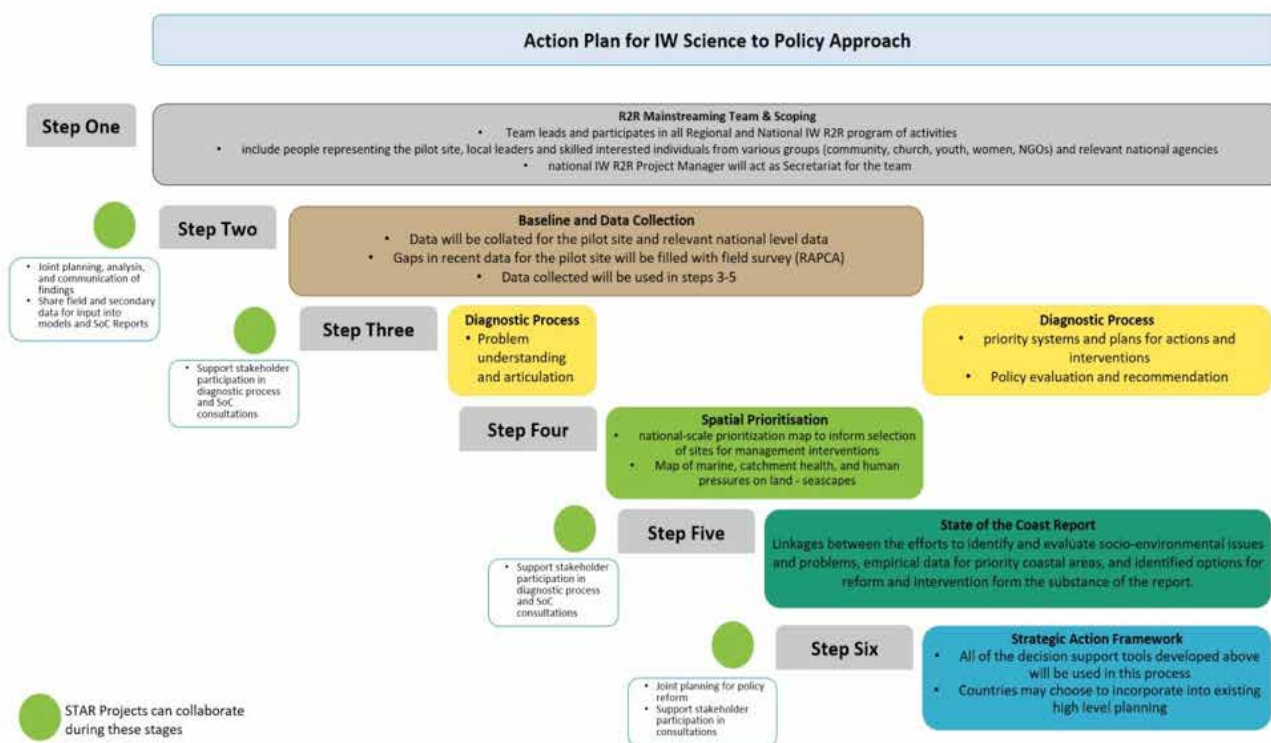 Action Plan for IW Science to Policy Approach
Step One
R2R Mainstreaming Team & Scoping
• Team leads and participates in all Regional and National IW R2R program of activities
• include people representing the pilot site, local leaders and skilled interested individuals from various groups (community, church, youth, women, NGOs) and relevant national agencies
• national IW R2R Project Manager will act as Secretariat for the team
Step Two
Baseline and Data Collection
• Data will be collated for the pilot site and relevant national level data
• Gaps in recent data for the pilot site will be filled with field survey (RAPCA)
• Data collected will be used in steps 3-5
• Joint planning, analysis,
and communication of
findings
• Share field and secondary
data for input into
models and SoC Reports
Step Three
Diagnostic Process
• Problem
understanding
and articulation
Diagnostic Process
• priority systems and plans for actions and
interventions
• Policy evaluation and recommendation
• Support stakeholder
participation in
diagnostic process
and SoC
consultations
Step Four
Spatial Prioritisation
• national-scale prioritization map to inform selection
of sites for management interventions
• Map of marine, catchment health, and human
pressures on land - seascapes
Step Five
State of the Coast Report
Linkages between the efforts to identify and evaluate socio-environmental issues
and problems, empirical data for priority coastal areas, and identified options for
reform and intervention form the substance of the report.
• Support stakeholder
participation in
diagnostic process
and SoC
consultations
Step Six
Strategic Action Framework
• All of the decision support tools developed above
will be used in this process
• Countries may choose to incorporate into existing
high level planning
• Joint planning for policy
reform
• Support stakeholder
participation in
consultations
STAR Projects can collaborate
during these stages